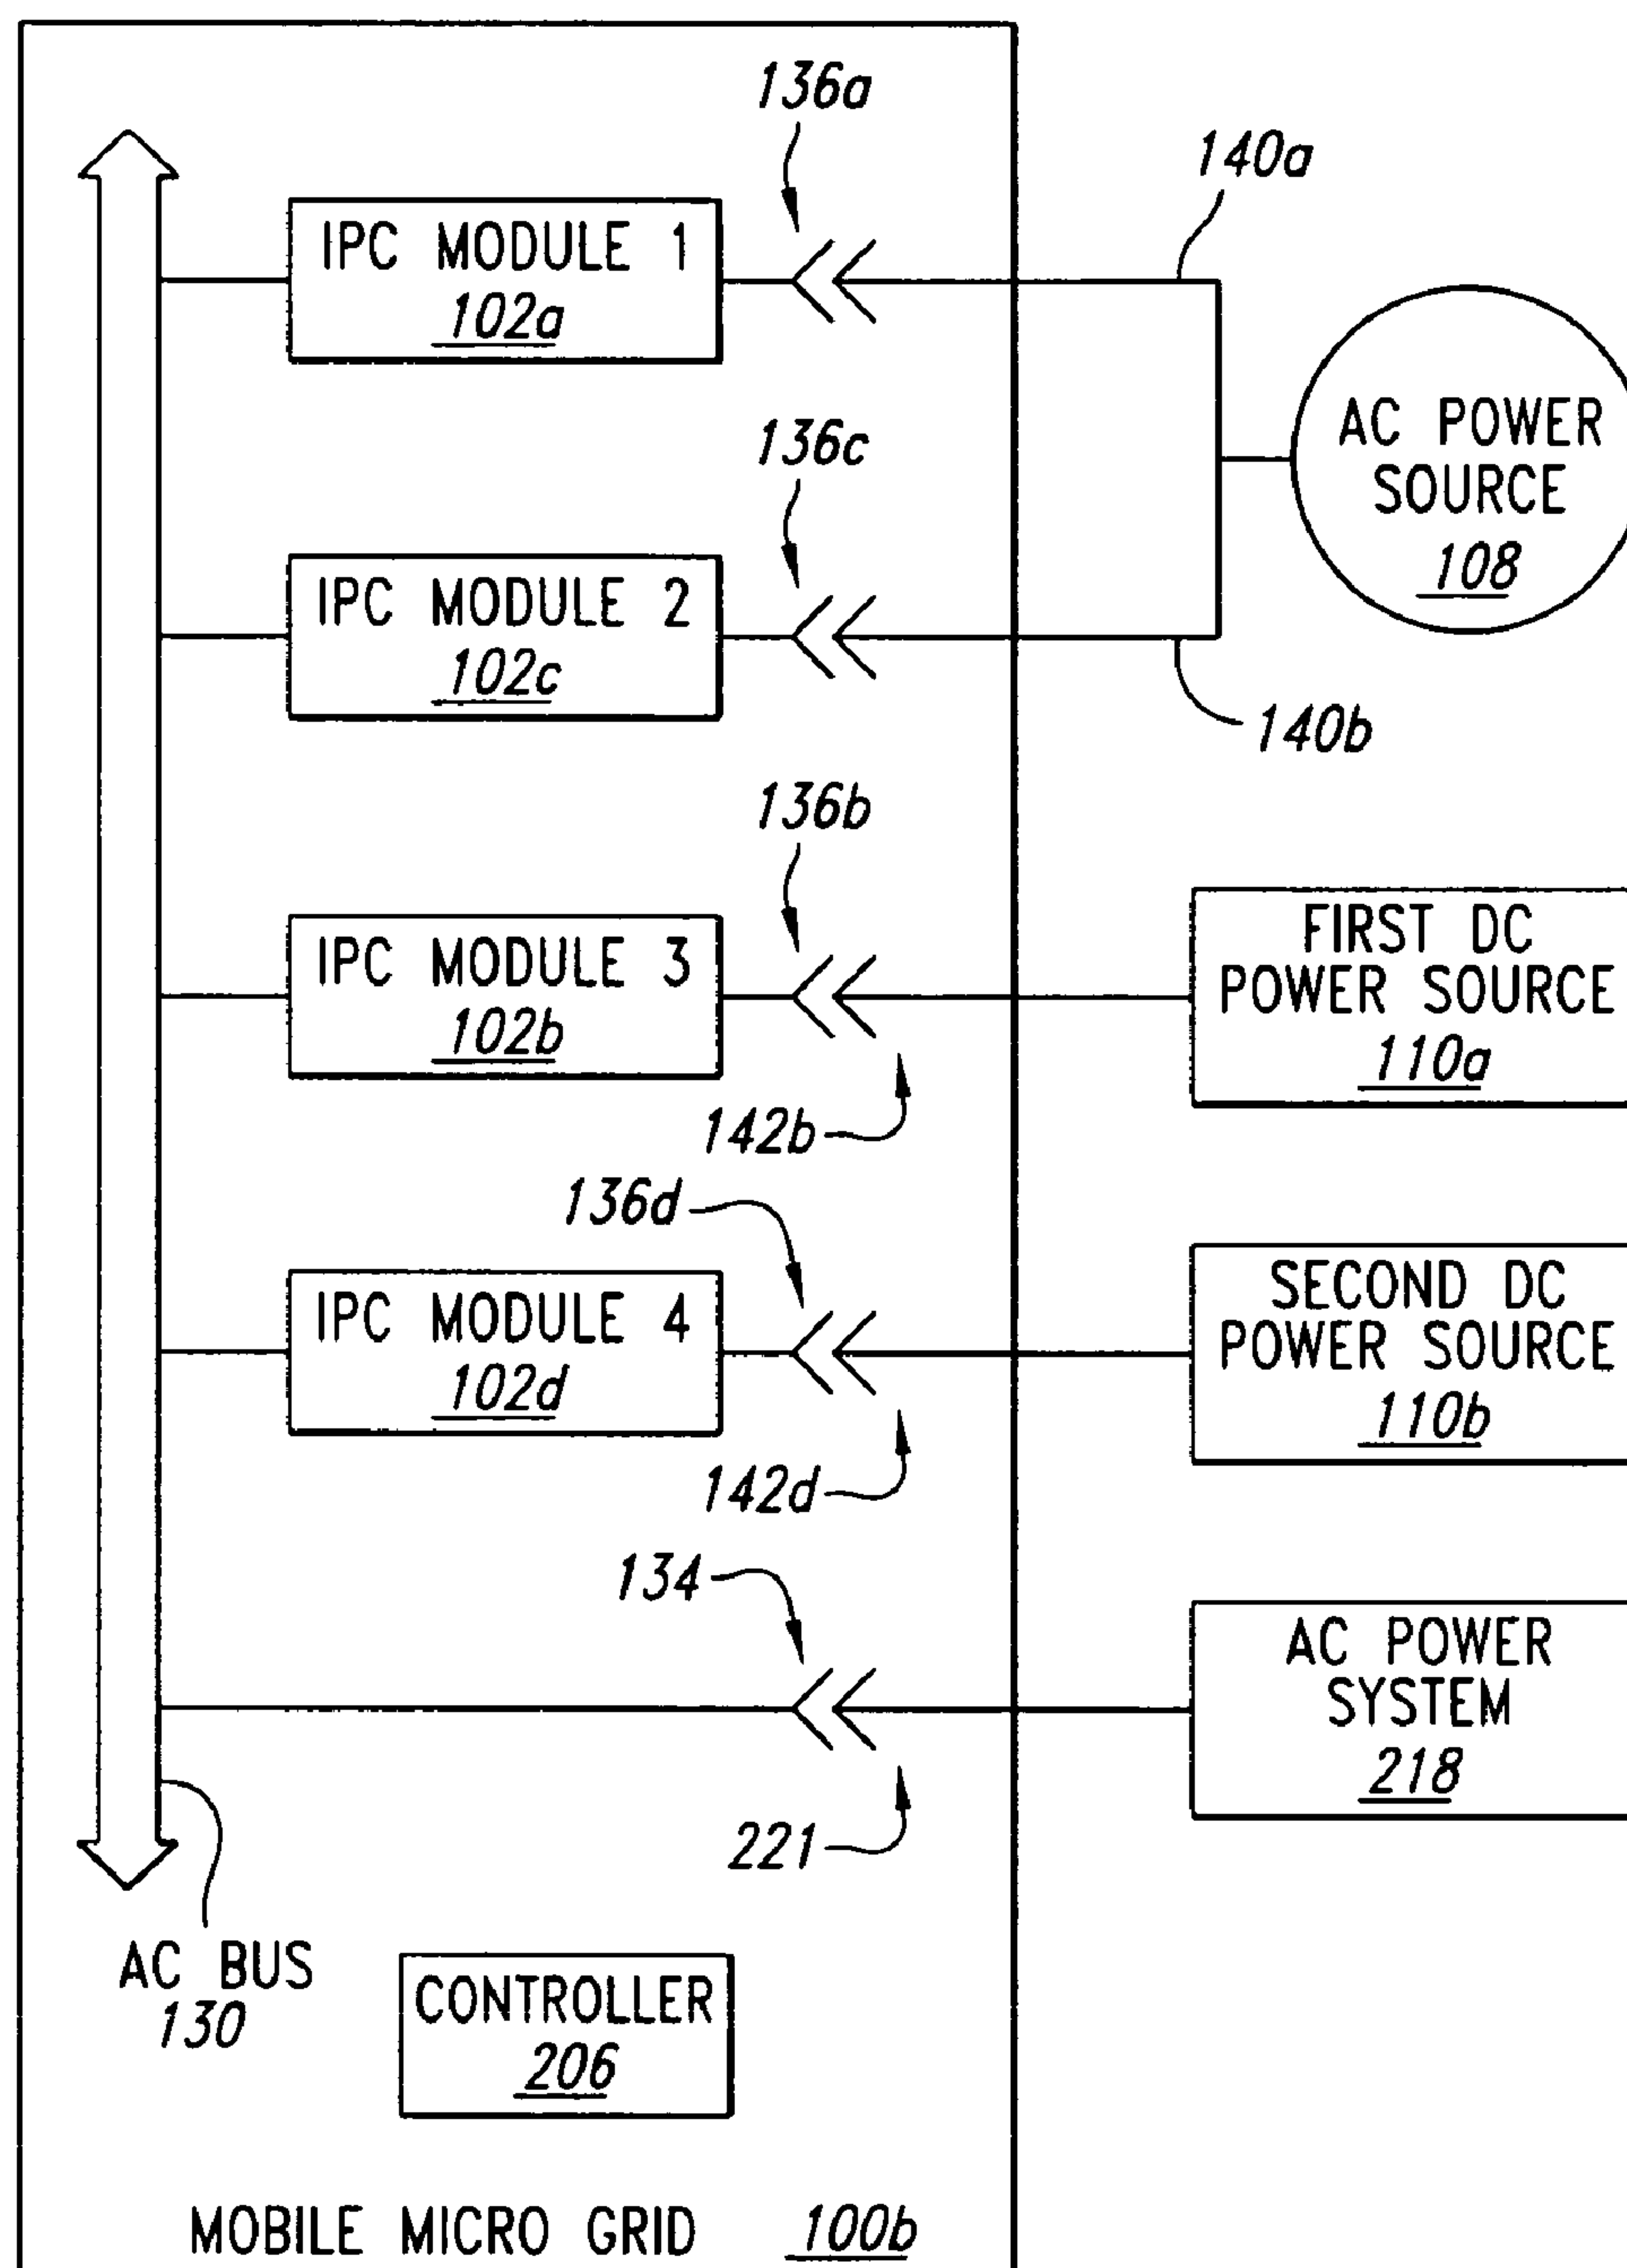 136a
140a
IPC MODULE 1
102a
AC POWER
SOURCE
108
136c
IPC MODULE 2
102c
140b
136b
IPC MODULE 3
102b
FIRST DC
POWER SOURCE
110a
142b
136d
IPC MODULE 4
102d
SECOND DC
POWER SOURCE
110b
142d
134
AC POWER
SYSTEM
218
221
AC BUS
130
CONTROLLER
206
MOBILE MICRO GRID 100b